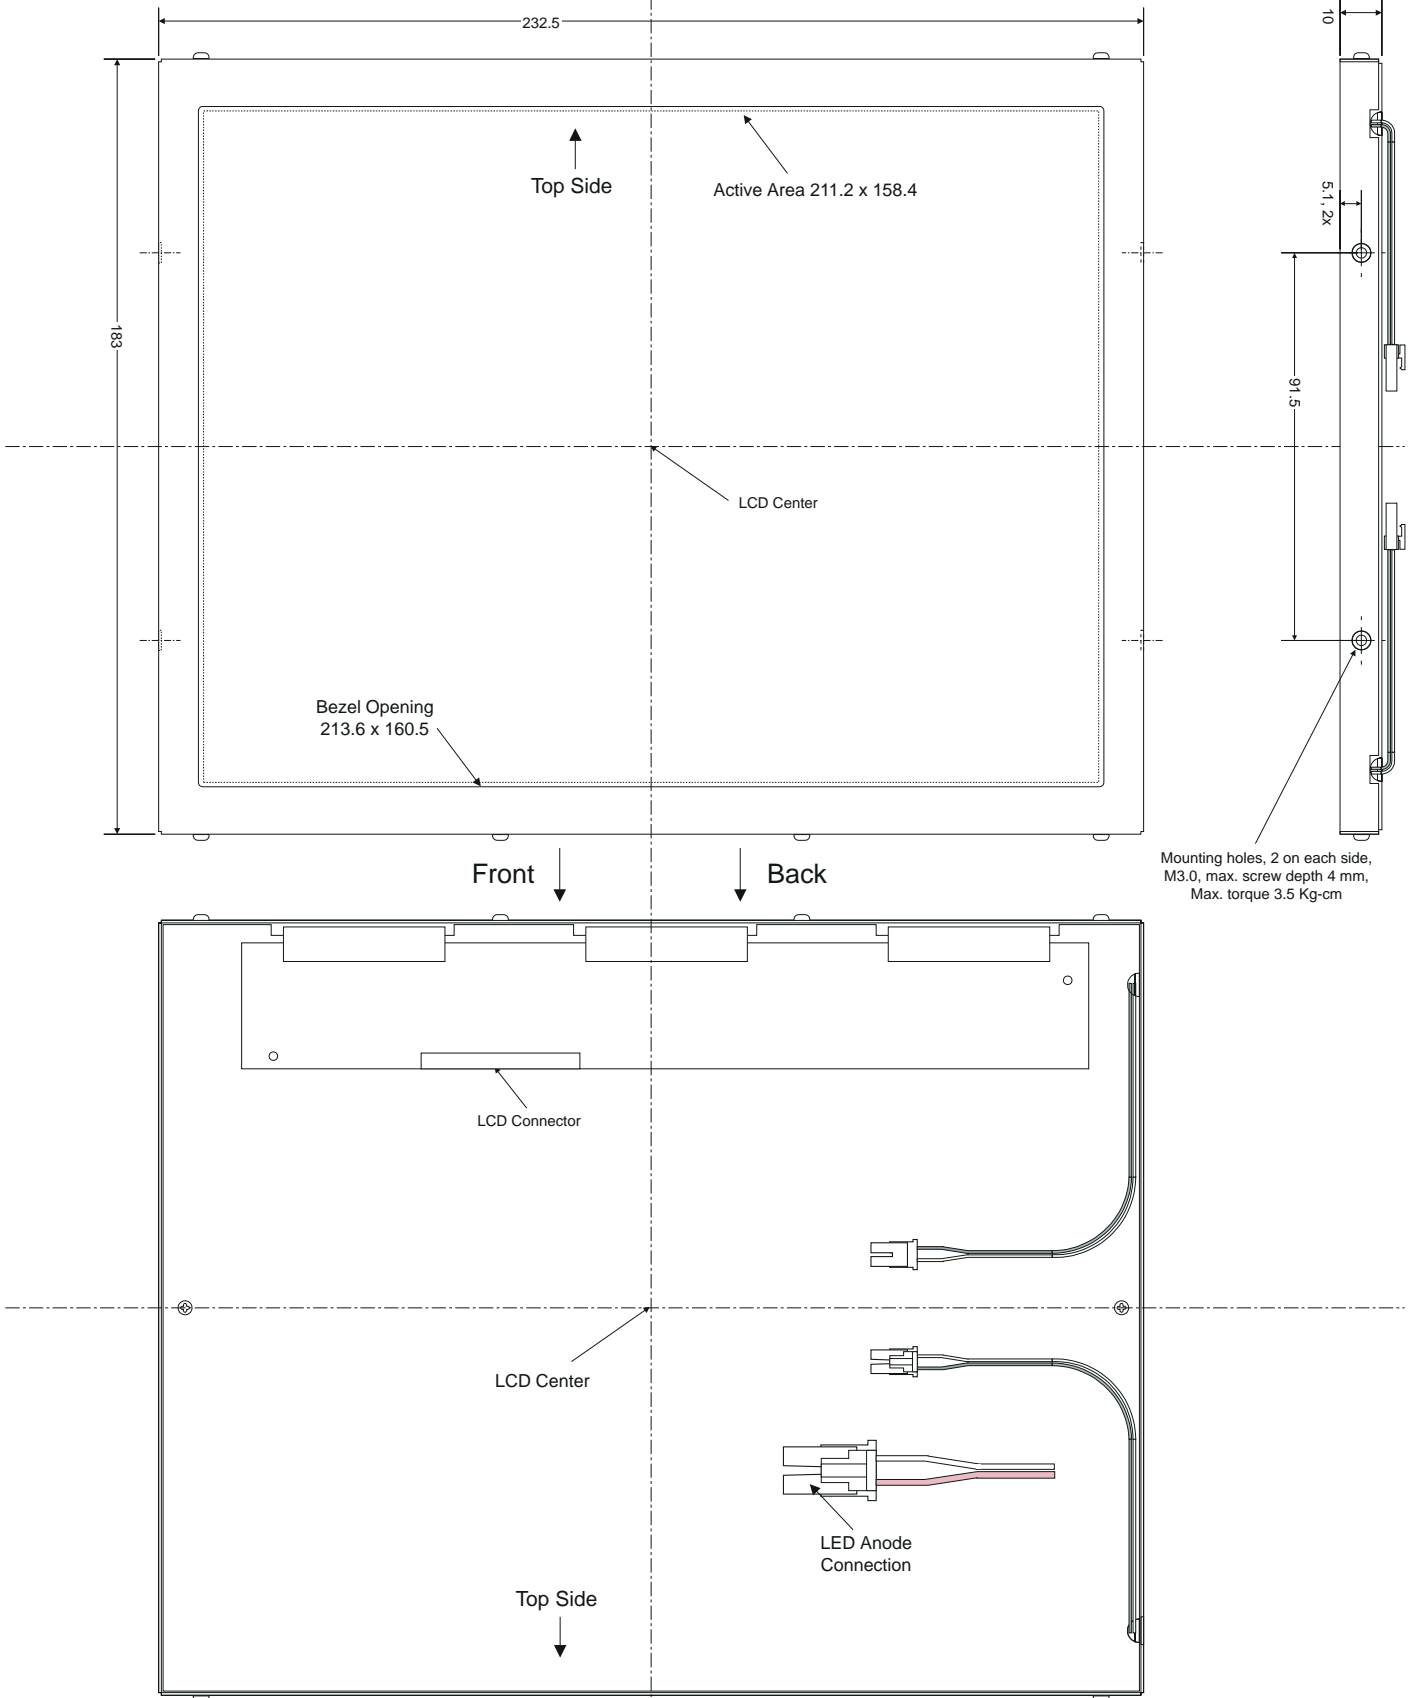 232.5
10
Top Side
Active Area 211.2 x 158.4
5.1, 2x
183
91.5
LCD Center
Bezel Opening
213.6 x 160.5
Front
Back
Mounting holes, 2 on each side,
M3.0, max. screw depth 4 mm,
Max. torque 3.5 Kg-cm
LCD Connector
LCD Center
LED Anode
Connection
Top Side